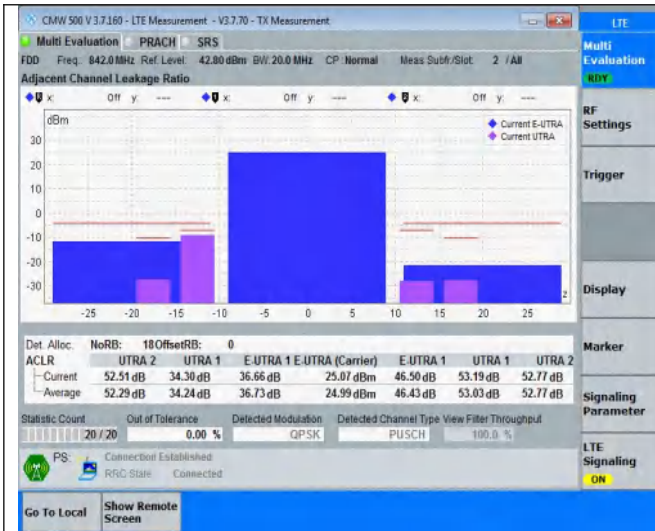 CMW 500 V 3.7.160 - LTE Measurement - V3.7.70 - TX Measurement
LTE
Multi Evaluation PRACH SRS
Multi
Evaluation
RDY
FDD Freq: 842.0 MHz Ref. Level: 42.80 dBm BW: 20.0 MHz CP: Normal Meas Subfr./Slot: 2 / All
Adjacent Channel Leakage Ratio
x: Off y: --- x: Off y: --- x: Off y: ---
dBm
Current E-UTRA
Current UTRA
RF
Settings
Trigger
30
20
10
0
-10
-20
-30
-25 -20 -15 -10 -5 0 5 10 15 20 25
Display
Det. Alloc. NoRB: 18 OffsetRB: 0
Marker
ACLR UTRA 2 UTRA 1 E-UTRA 1 E-UTRA (Carrier) E-UTRA 1 UTRA 1 UTRA 2
Current 52.51 dB 34.30 dB 36.66 dB 25.07 dBm 46.50 dB 53.19 dB 52.77 dB
Average 52.29 dB 34.24 dB 36.73 dB 24.99 dBm 46.43 dB 53.03 dB 52.77 dB
Signaling
Parameter
Statistic Count Out of Tolerance Detected Modulation Detected Channel Type View Filter Throughput
20 / 20 0.00 % QPSK PUSCH 100.0 %
LTE
Signaling
ON
PS: Connection Established
RRC State Connected
Go To Local
Show Remote
Screen